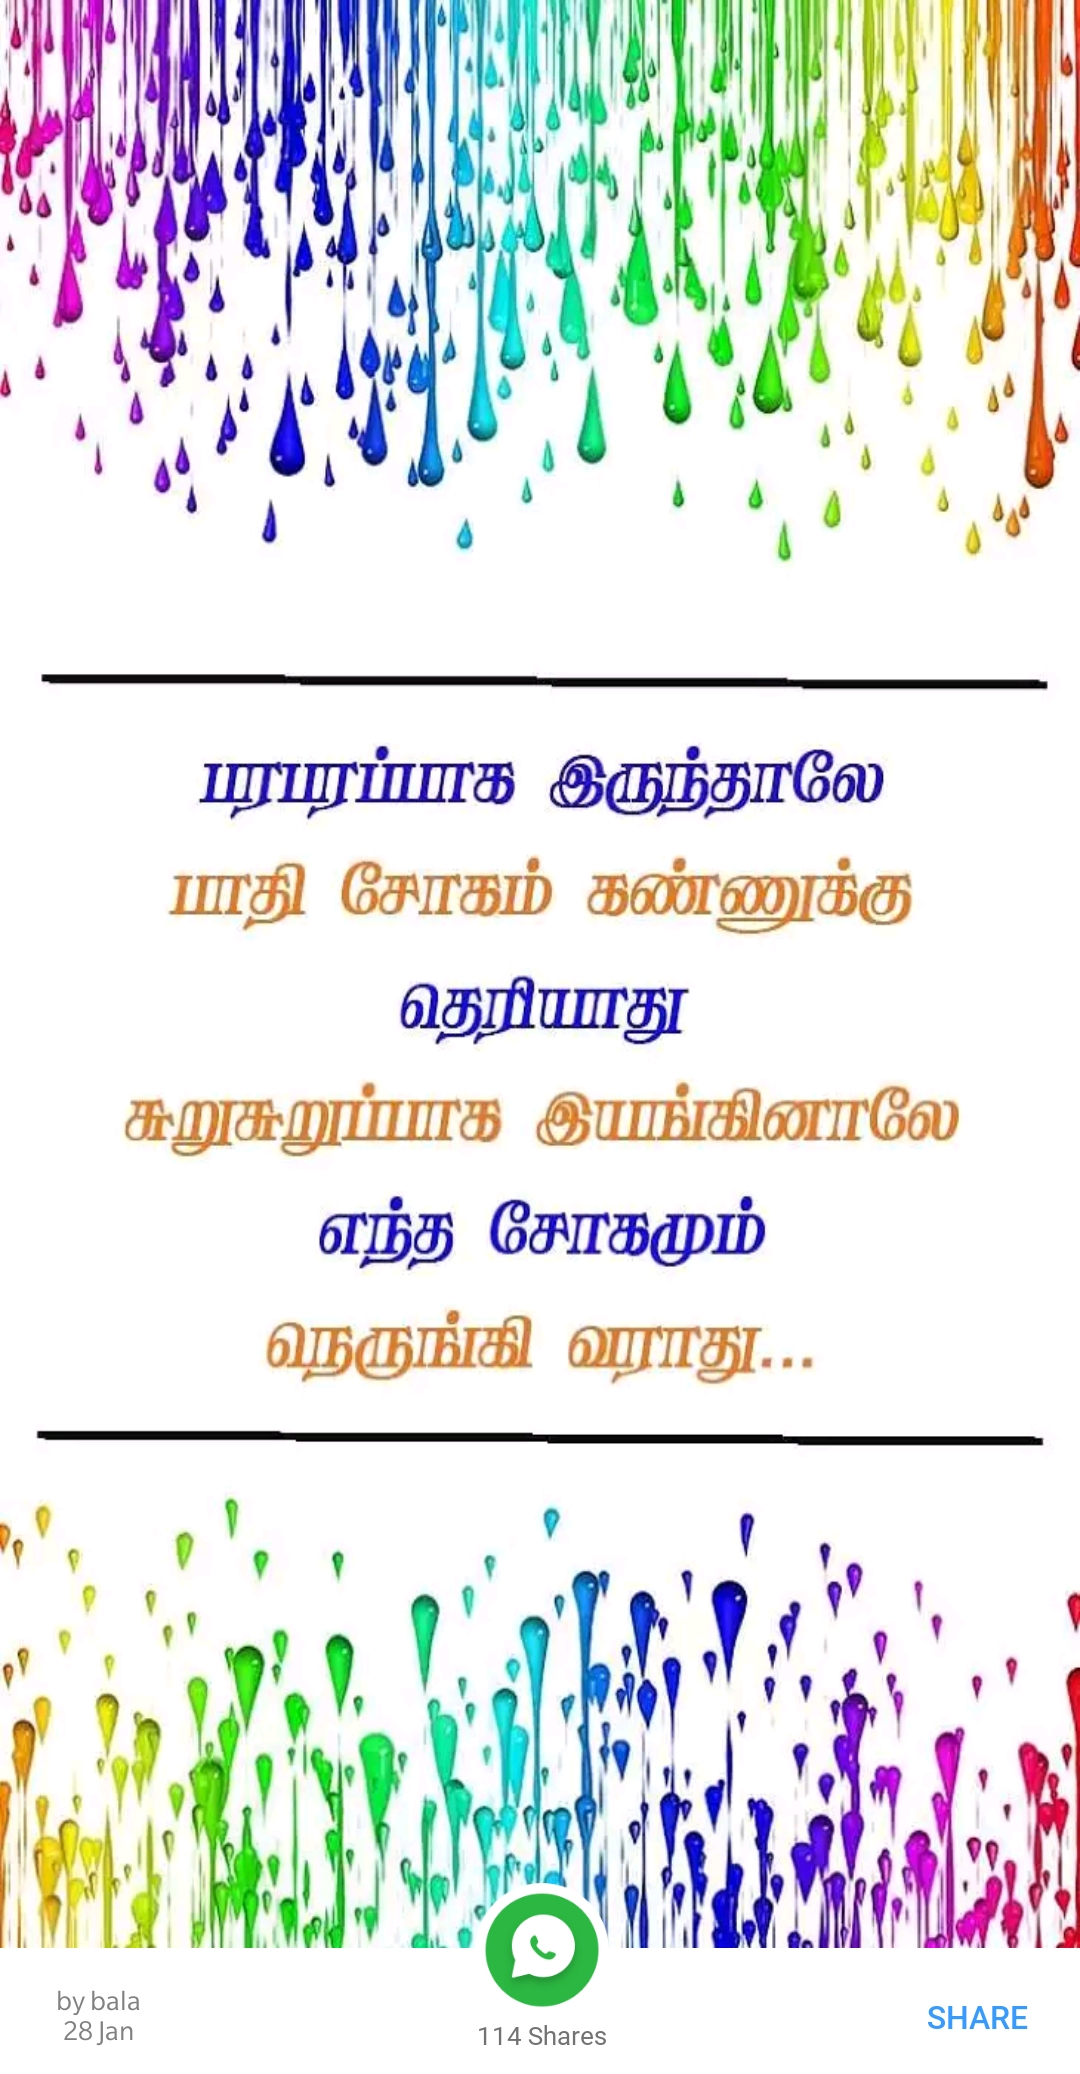 பரபரப்பாக இருந்தாலே
பாதி சோகம் கண்ணுக்கு
தெரியாது
சுறுசுறுப்பாக இயங்கினாலே
எந்த சோகமும்
நெருங்கி வராது...
by bala
28 Jan
114 Shares
SHARE